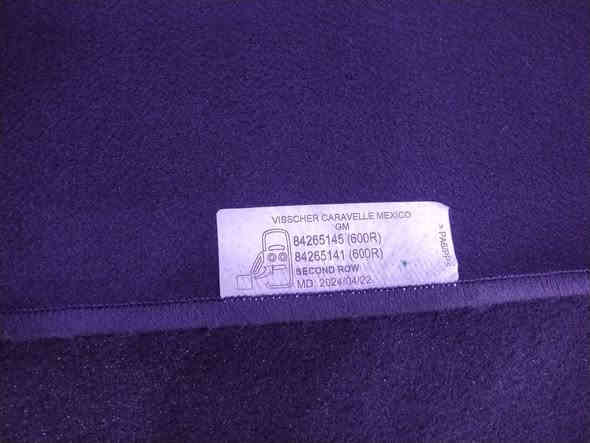 VISSCHER CARAVELLE MEXICO
GM
84265145 (600R)
84265141 (600R)
SECOND ROW
MD: 2024/04/22